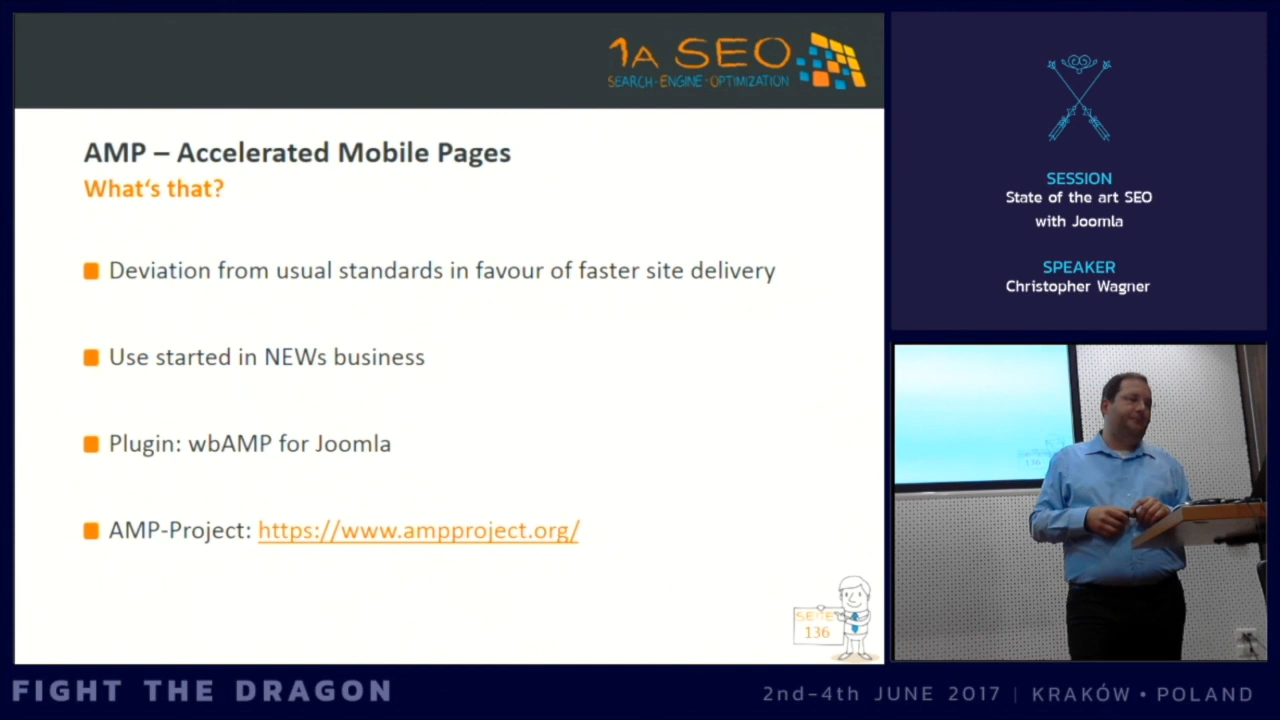 1A SEO
SEARCH-ENGINE-OPTIMIZATION
AMP – Accelerated Mobile Pages
What‘s that?
Deviation from usual standards in favour of faster site delivery
Use started in NEWs business
Plugin: wbAMP for Joomla
AMP-Project: https://www.ampproject.org/
SEITE
136
SESSION
State of the art SEO
with Joomla
SPEAKER
Christopher Wagner
136
FIGHT THE DRAGON
2nd-4th JUNE 2017 | KRAKÓW • POLAND